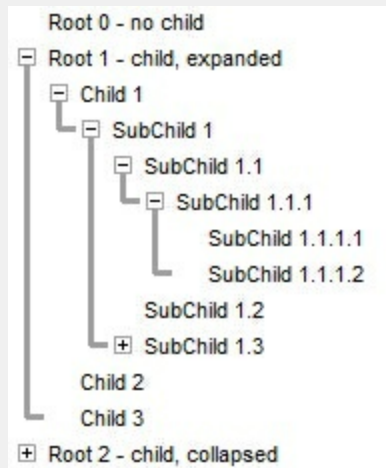 Root 0 - no child
Root 1 - child, expanded
Child 1
SubChild 1
SubChild 1.1
SubChild 1.1.1
SubChild 1.1.1.1
SubChild 1.1.1.2
SubChild 1.2
SubChild 1.3
Child 2
Child 3
Root 2 - child, collapsed